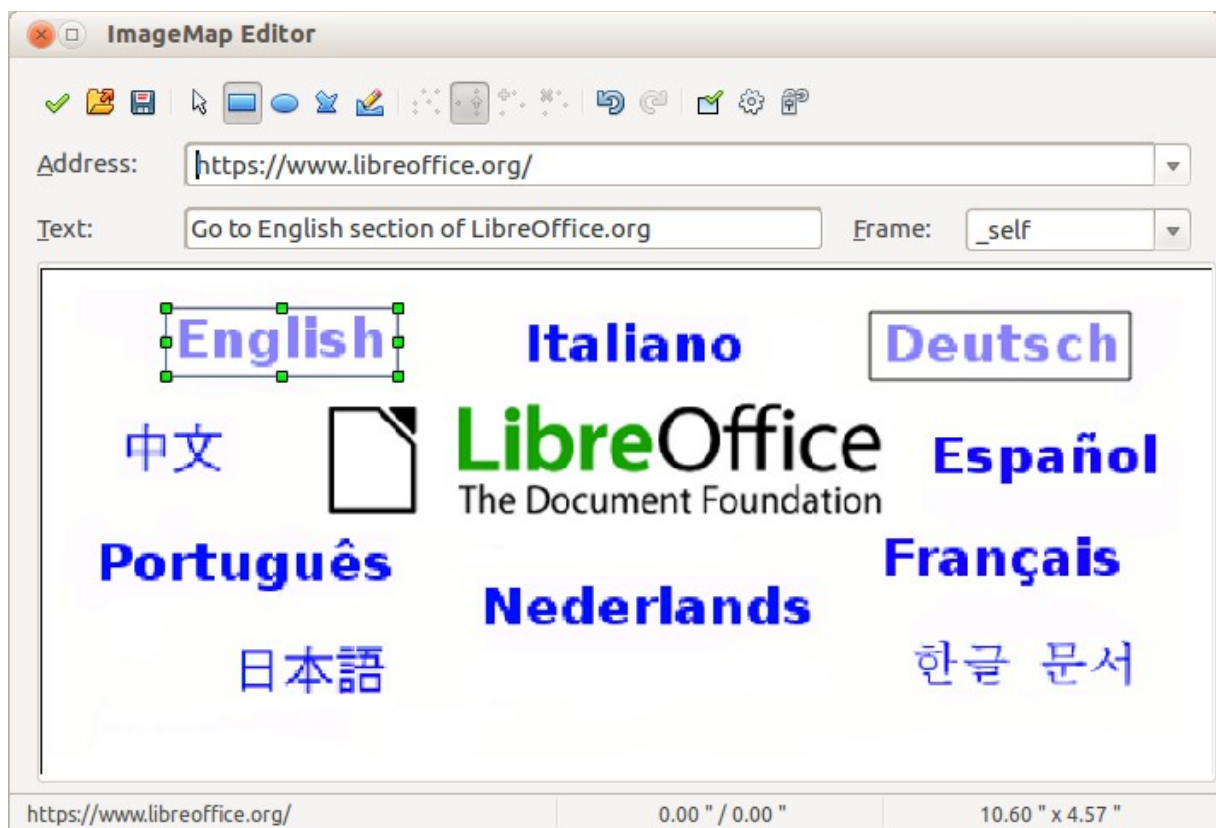 ImageMap Editor
Address: https://www.libreoffice.org/
Text: Go to English section of LibreOffice.org Frame: _self
English Italiano Deutsch
中文 LibreOffice Español
The Document Foundation
Português Français
Nederlands
日本語 한글 문서
https://www.libreoffice.org/ 0.00 " / 0.00 " 10.60 " x 4.57 "